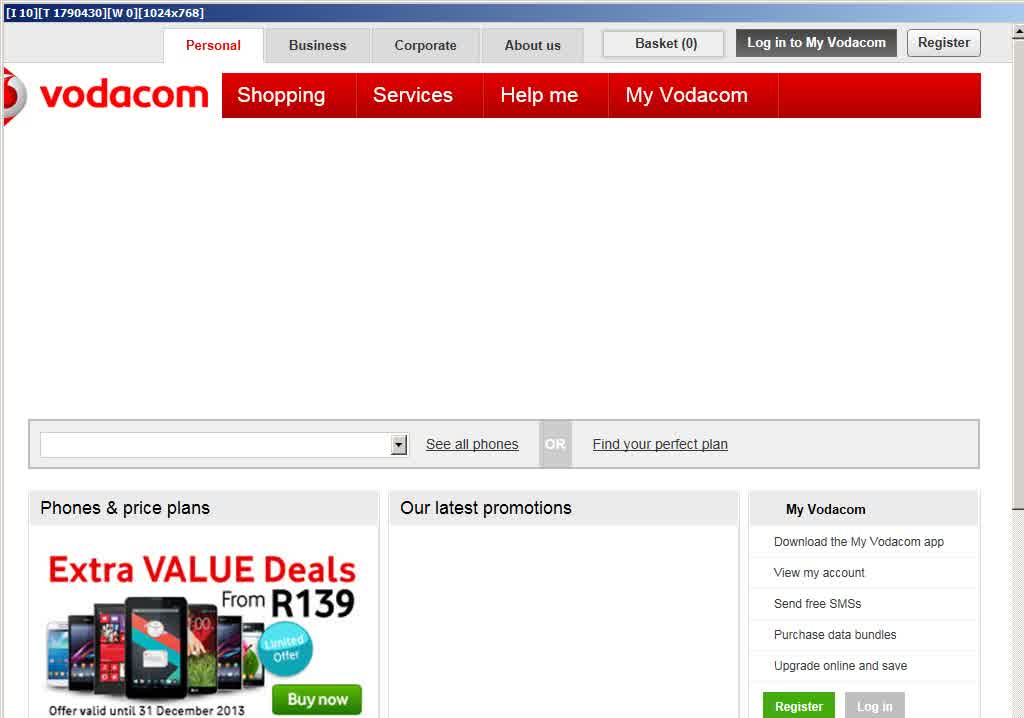 [I 10][T 1790430][W 0][1024x768]
Personal Business Corporate About us Basket (0) Log in to My Vodacom Register
vodacom Shopping Services Help me My Vodacom
See all phones OR Find your perfect plan
Phones & price plans
Extra VALUE Deals
From R139
Limited
Offer
Buy now
Offer valid until 31 December 2013
Our latest promotions
My Vodacom
Download the My Vodacom app
View my account
Send free SMSs
Purchase data bundles
Upgrade online and save
Register Log in